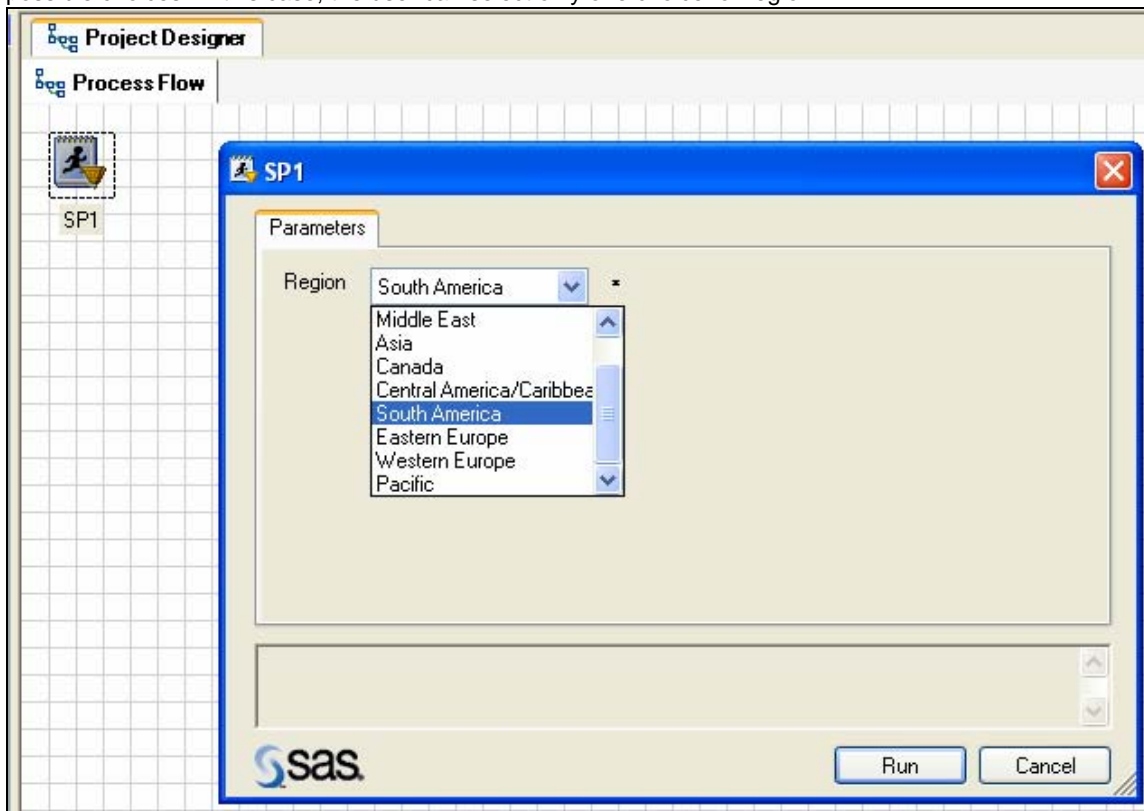 Project Designer
Process Flow
SP1
SP1
Parameters
Region
South America
*
Middle East
Asia
Canada
Central America/Caribbea
South America
Eastern Europe
Western Europe
Pacific
sas.
Run
Cancel